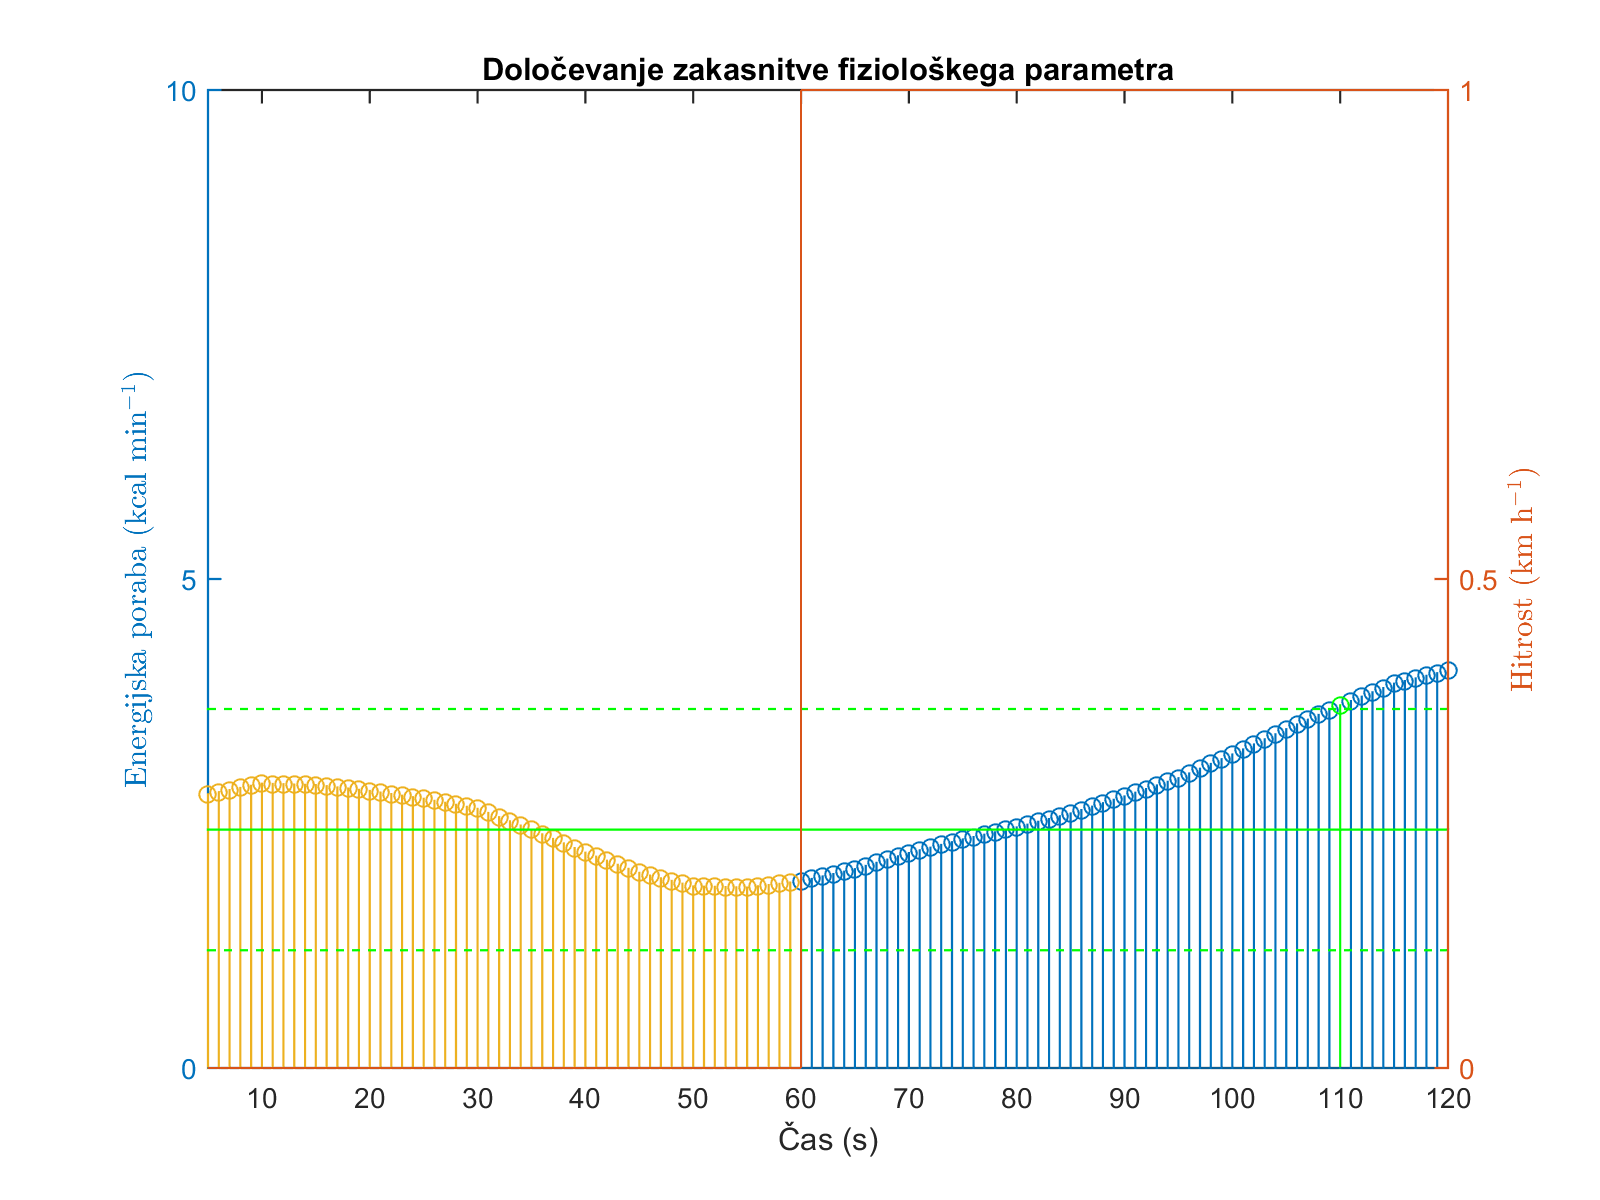 Določevanje zakasnitve fiziološkega parametra
10
5
0
Energijska poraba (kcal min⁻¹)
1
0.5
0
Hitrost (km h⁻¹)
10 20 30 40 50 60 70 80 90 100 110 120
Čas (s)